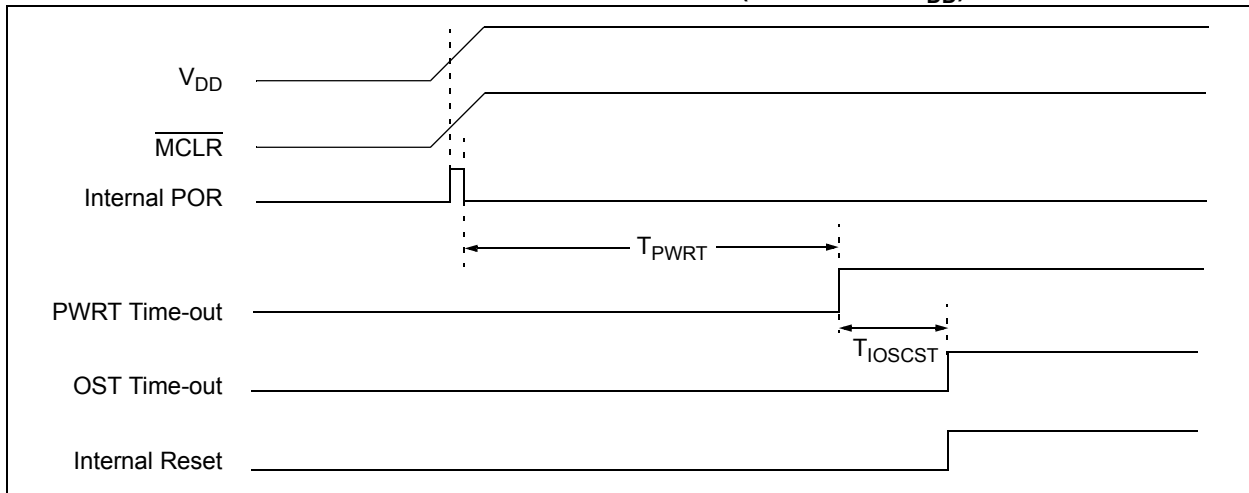 V_DD
MCLR
Internal POR
T_PWRT
PWRT Time-out
T_IOSCST
OST Time-out
Internal Reset